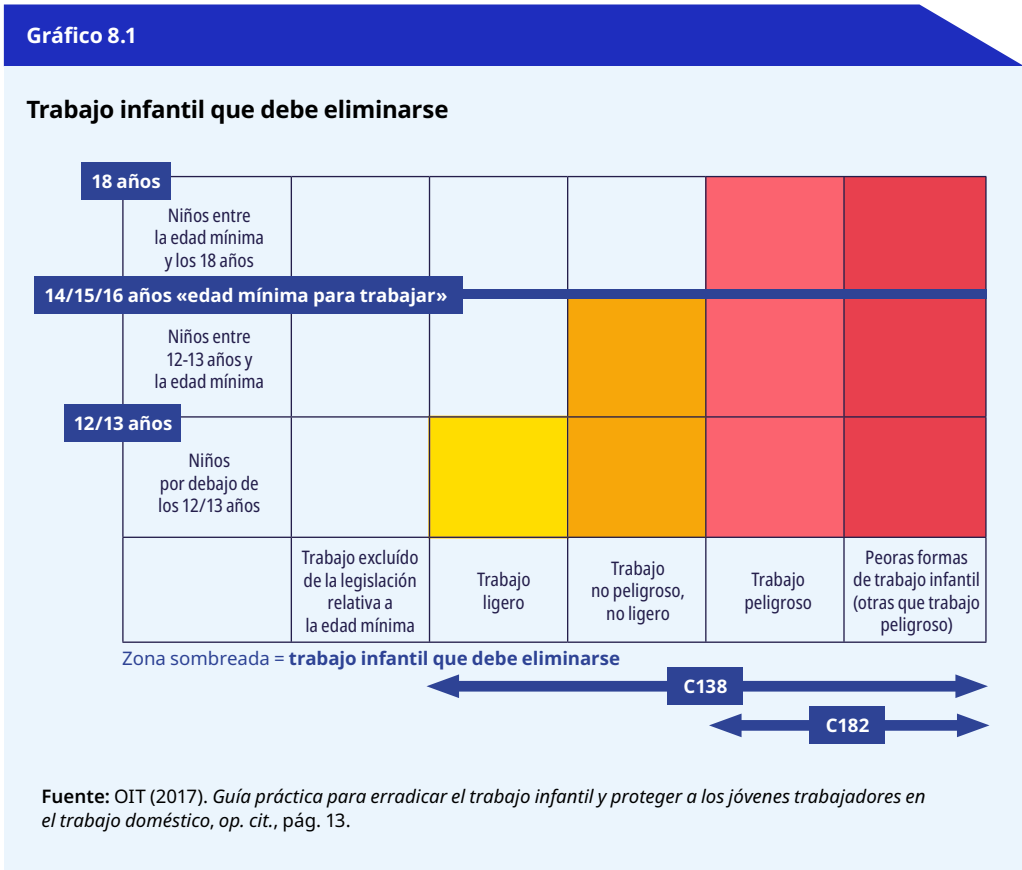 Gráfico 8.1
Trabajo infantil que debe eliminarse
18 años
Niños entre
la edad mínima
y los 18 años
14/15/16 años «edad mínima para trabajar»
Niños entre
12-13 años y
la edad mínima
12/13 años
Niños
por debajo de
los 12/13 años
Trabajo excluído
de la legislación
relativa a
la edad mínima
Trabajo
ligero
Trabajo
no peligroso,
no ligero
Trabajo
peligroso
Peoras formas
de trabajo infantil
(otras que trabajo
peligroso)
Zona sombreada = trabajo infantil que debe eliminarse
C138
C182
Fuente: OIT (2017). Guía práctica para erradicar el trabajo infantil y proteger a los jóvenes trabajadores en
el trabajo doméstico, op. cit., pág. 13.